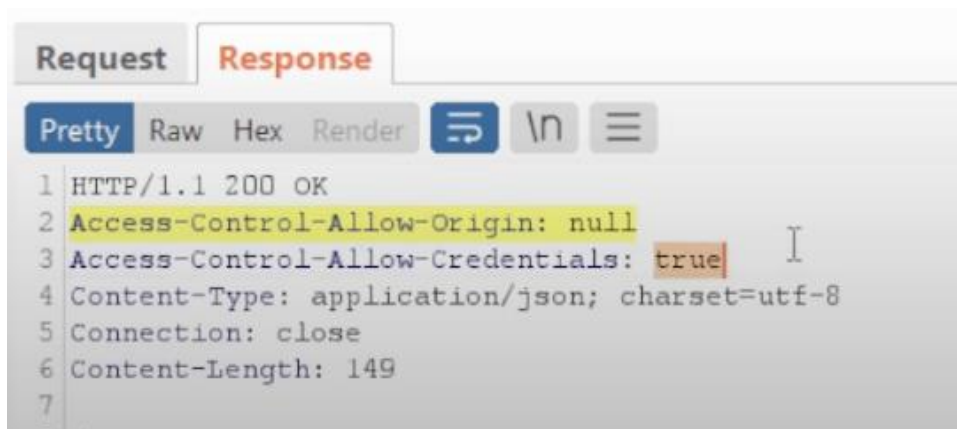 Request Response
Pretty Raw Hex Render \n
1 HTTP/1.1 200 OK
2 Access-Control-Allow-Origin: null
3 Access-Control-Allow-Credentials: true
4 Content-Type: application/json; charset=utf-8
5 Connection: close
6 Content-Length: 149
7